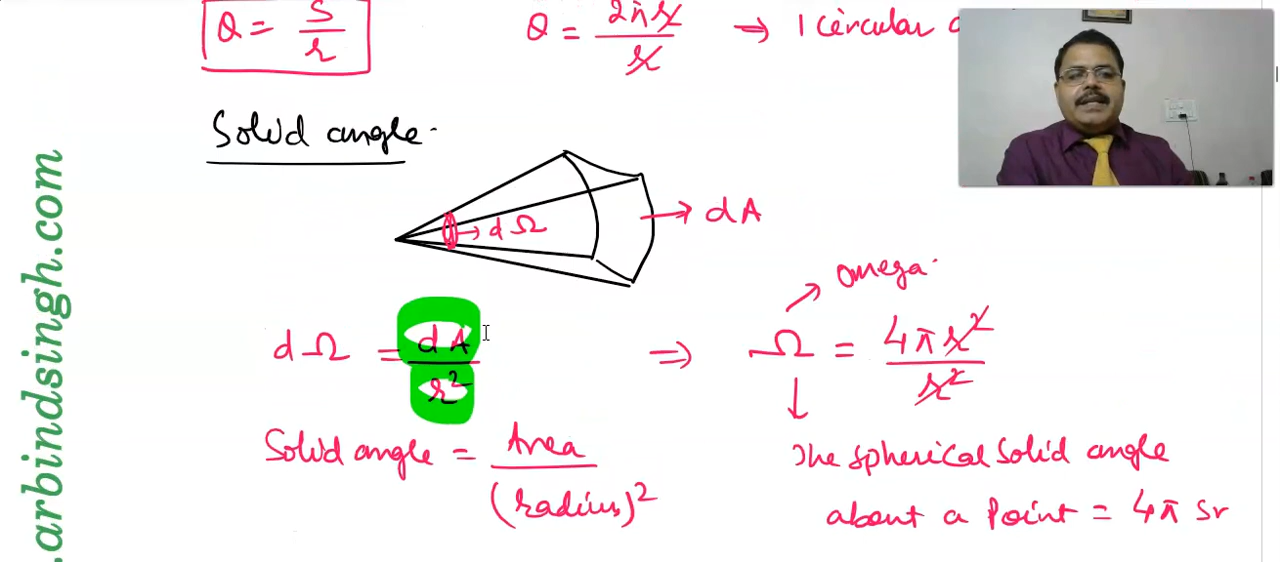 θ = S/r
θ = 2πr/r → 1 circular
Solid angle.
dΩ
→ dA
omega.
dΩ = dA/r²
⇒ Ω = 4πr²/r²
Solid angle = Area/(radius)²
The spherical solid angle
about a point = 4π Sr
arbindsingh.com